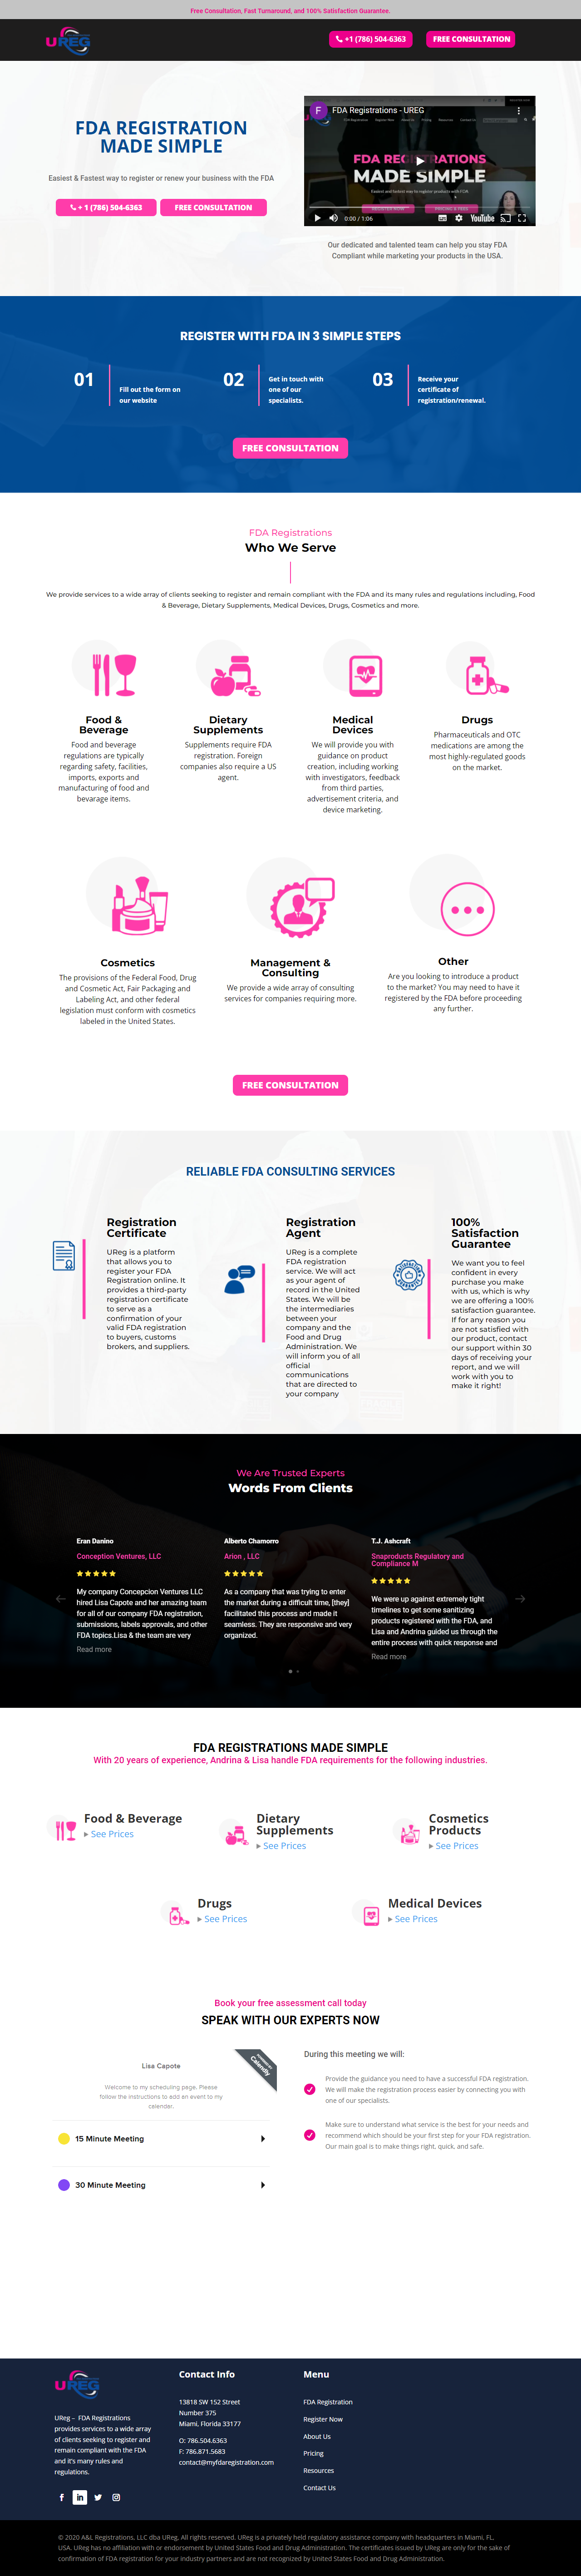 Free Consultation, Fast Turnaround, and 100% Satisfaction Guarantee.
UREG
+1 (786) 504-6363
FREE CONSULTATION
FDA REGISTRATION
MADE SIMPLE
Easiest & Fastest way to register or renew your business with the FDA
+ 1 (786) 504-6363
FREE CONSULTATION
F FDA Registrations - UREG
FDA REGISTRATIONS
MADE SIMPLE
Easiest and fastest way to register products with FDA
0:00 / 1:06
YouTube
Our dedicated and talented team can help you stay FDA
Compliant while marketing your products in the USA.
REGISTER WITH FDA IN 3 SIMPLE STEPS
01
Fill out the form on
our website
02
Get in touch with
one of our
specialists.
03
Receive your
certificate of
registration/renewal.
FREE CONSULTATION
FDA Registrations
Who We Serve
We provide services to a wide array of clients seeking to register and remain compliant with the FDA and its many rules and regulations including, Food
& Beverage, Dietary Supplements, Medical Devices, Drugs, Cosmetics and more.
Food &
Beverage
Food and beverage
regulations are typically
regarding safety, facilities,
imports, exports and
manufacturing of food and
bevarage items.
Dietary
Supplements
Supplements require FDA
registration. Foreign
companies also require a US
agent.
Medical
Devices
We will provide you with
guidance on product
creation, including working
with investigators, feedback
from third parties,
advertisement criteria, and
device marketing.
Drugs
Pharmaceuticals and OTC
medications are among the
most highly-regulated goods
on the market.
Cosmetics
The provisions of the Federal Food, Drug
and Cosmetic Act, Fair Packaging and
Labeling Act, and other federal
legislation must conform with cosmetics
labeled in the United States.
Management &
Consulting
We provide a wide array of consulting
services for companies requiring more.
Other
Are you looking to introduce a product
to the market? You may need to have it
registered by the FDA before proceeding
any further.
FREE CONSULTATION
RELIABLE FDA CONSULTING SERVICES
Registration
Certificate
UReg is a platform
that allows you to
register your FDA
Registration online. It
provides a third-party
registration certificate
to serve as a
confirmation of your
valid FDA registration
to buyers, customs
brokers, and suppliers.
Registration
Agent
UReg is a complete
FDA registration
service. We will act
as your agent of
record in the United
States. We will be
the intermediaries
between your
company and the
Food and Drug
Administration. We
will inform you of all
official
communications
that are directed to
your company
100%
Satisfaction
Guarantee
We want you to feel
confident in every
purchase you make
with us, which is why
we are offering a 100%
satisfaction guarantee.
If for any reason you
are not satisfied with
our product, contact
our support within 30
days of receiving your
report, and we will
work with you to
make it right!
We Are Trusted Experts
Words From Clients
Eran Danino
Conception Ventures, LLC
My company Concepcion Ventures LLC
hired Lisa Capote and her amazing team
for all of our company FDA registration,
submissions, labels approvals, and other
FDA topics.Lisa & the team are very
Read more
Alberto Chamorro
Arion , LLC
As a company that was trying to enter
the market during a difficult time, [they]
facilitated this process and made it
seamless. They are responsive and very
organized.
T.J. Ashcraft
Snaproducts Regulatory and
Compliance M
We were up against extremely tight
timelines to get some sanitizing
products registered with the FDA, and
Lisa and Andrina guided us through the
entire process with quick response and
Read more
FDA REGISTRATIONS MADE SIMPLE
With 20 years of experience, Andrina & Lisa handle FDA requirements for the following industries.
Food & Beverage
See Prices
Dietary
Supplements
See Prices
Cosmetics
Products
See Prices
Drugs
See Prices
Medical Devices
See Prices
Book your free assessment call today
SPEAK WITH OUR EXPERTS NOW
Lisa Capote
POWERED BY
Calendly
Welcome to my scheduling page. Please
follow the instructions to add an event to my
calendar.
15 Minute Meeting
30 Minute Meeting
During this meeting we will:
Provide the guidance you need to have a successful FDA registration.
We will make the registration process easier by connecting you with
one of our specialists.
Make sure to understand what service is the best for your needs and
recommend which should be your first step for your FDA registration.
Our main goal is to make things right, quick, and safe.
UREG
UReg – FDA Registrations
provides services to a wide array
of clients seeking to register and
remain compliant with the FDA
and it's many rules and
regulations.
Contact Info
13818 SW 152 Street
Number 375
Miami, Florida 33177
O: 786.504.6363
F: 786.871.5683
contact@myfdaregistration.com
Menu
FDA Registration
Register Now
About Us
Pricing
Resources
Contact Us
© 2020 A&L Registrations, LLC dba UReg, All rights reserved. UReg is a privately held regulatory assistance company with headquarters in Miami, FL,
USA. UReg has no affiliation with or endorsement by United States Food and Drug Administration. The certificates issued by UReg are only for the sake of
confirmation of FDA registration for your industry partners and are not recognized by United States Food and Drug Administration.